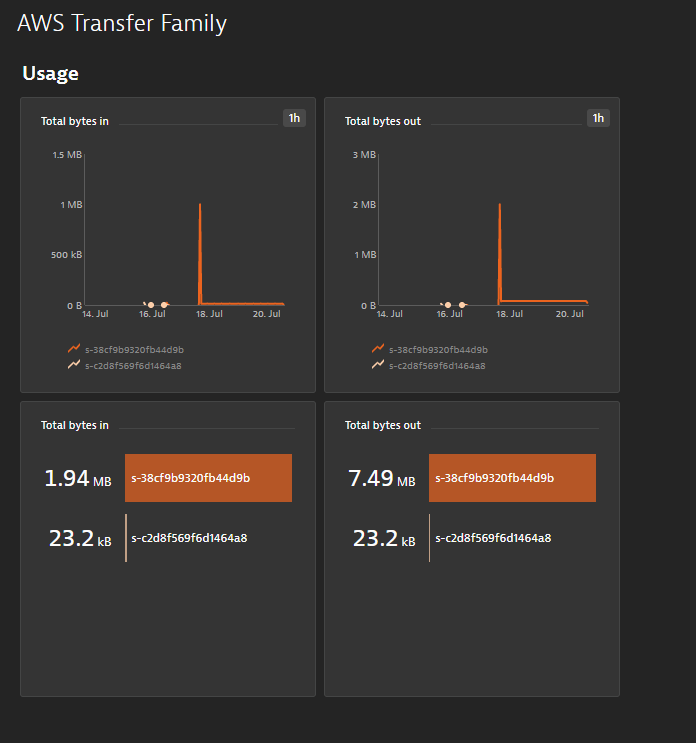 AWS Transfer Family
Usage
Total bytes in 1h
1.5 MB
1 MB
500 kB
0 B
14. Jul 16. Jul 18. Jul 20. Jul
s-38cf9b9320fb44d9b
s-c2d8f569f6d1464a8
Total bytes out 1h
3 MB
2 MB
1 MB
0 B
14. Jul 16. Jul 18. Jul 20. Jul
s-38cf9b9320fb44d9b
s-c2d8f569f6d1464a8
Total bytes in
1.94 MB s-38cf9b9320fb44d9b
23.2 kB s-c2d8f569f6d1464a8
Total bytes out
7.49 MB s-38cf9b9320fb44d9b
23.2 kB s-c2d8f569f6d1464a8